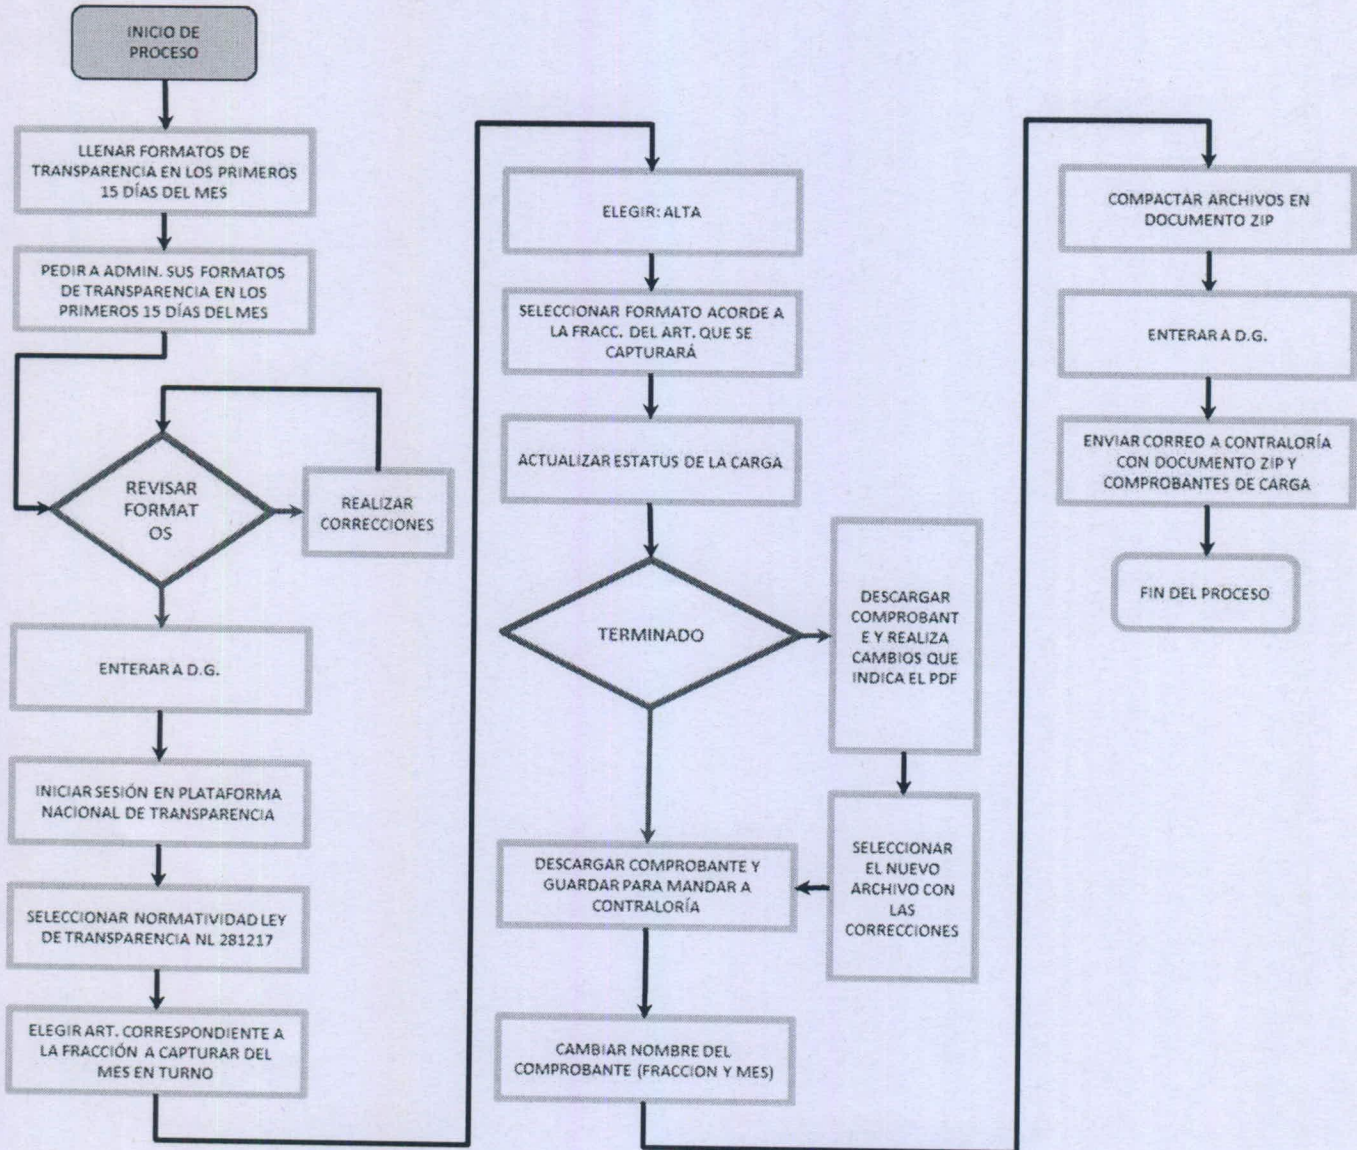 INICIO DE
PROCESO
LLENAR FORMATOS DE
TRANSPARENCIA EN LOS PRIMEROS
15 DÍAS DEL MES
PEDIR A ADMIN. SUS FORMATOS
DE TRANSPARENCIA EN LOS
PRIMEROS 15 DÍAS DEL MES
REVISAR
FORMAT
OS
REALIZAR
CORRECCIONES
ENTERAR A D.G.
INICIAR SESIÓN EN PLATAFORMA
NACIONAL DE TRANSPARENCIA
SELECCIONAR NORMATIVIDAD LEY
DE TRANSPARENCIA NL 281217
ELEGIR ART. CORRESPONDIENTE A
LA FRACCIÓN A CAPTURAR DEL
MES EN TURNO
ELEGIR: ALTA
SELECCIONAR FORMATO ACORDE A
LA FRACC. DEL ART. QUE SE
CAPTURARÁ
ACTUALIZAR ESTATUS DE LA CARGA
TERMINADO
DESCARGAR
COMPROBANT
E Y REALIZA
CAMBIOS QUE
INDICA EL PDF
SELECCIONAR
EL NUEVO
ARCHIVO CON
LAS
CORRECCIONES
DESCARGAR COMPROBANTE Y
GUARDAR PARA MANDAR A
CONTRALORÍA
CAMBIAR NOMBRE DEL
COMPROBANTE (FRACCION Y MES)
COMPACTAR ARCHIVOS EN
DOCUMENTO ZIP
ENTERAR A D.G.
ENVIAR CORREO A CONTRALORÍA
CON DOCUMENTO ZIP Y
COMPROBANTES DE CARGA
FIN DEL PROCESO